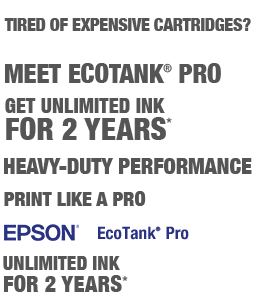 TIRED OF EXPENSIVE CARTRIDGES?
MEET ECOTANK® PRO
GET UNLIMITED INK
FOR 2 YEARS*
HEAVY-DUTY PERFORMANCE
PRINT LIKE A PRO
EPSON® EcoTank® Pro
UNLIMITED INK
FOR 2 YEARS*